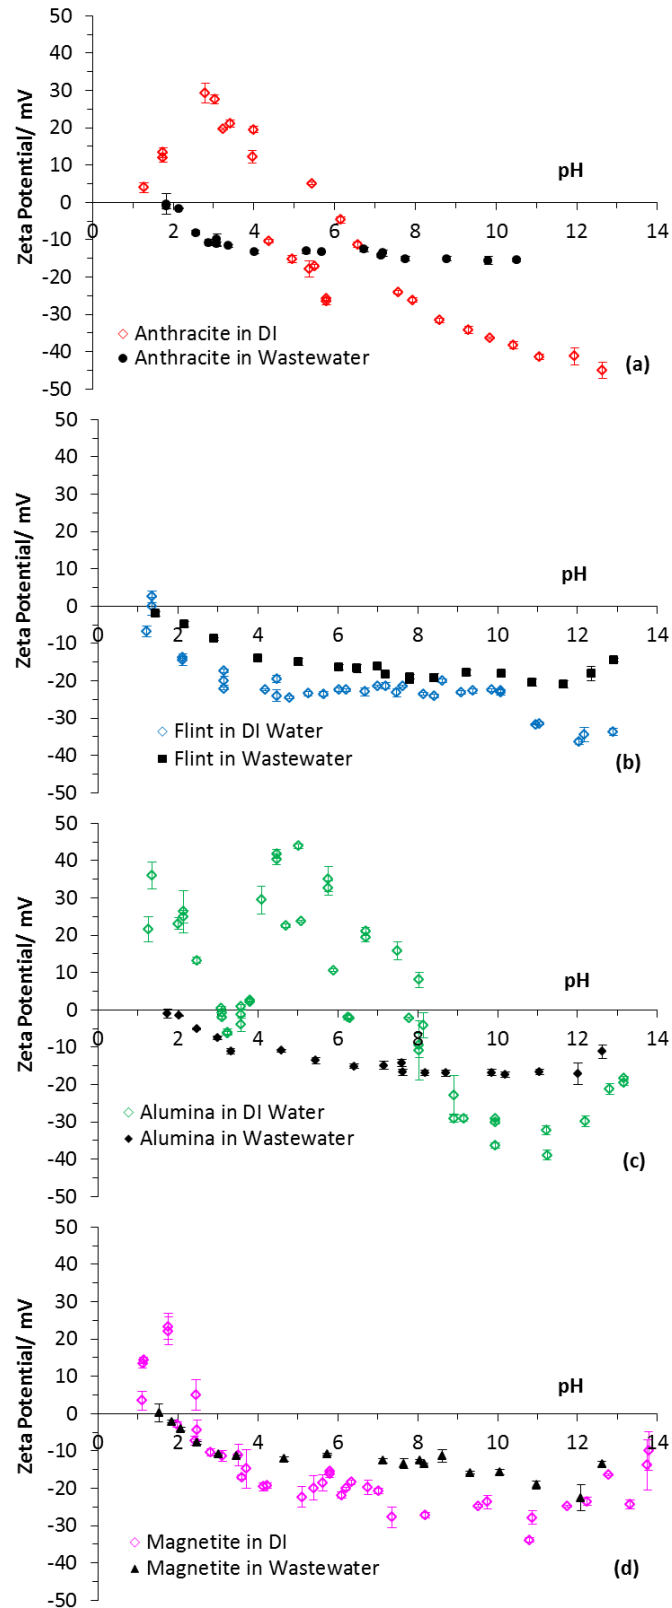 50
40
30
20
10
0
-10
-20
-30
-40
-50
Zeta Potential/ mV
pH
0 2 4 6 8 10 12 14
Anthracite in DI
Anthracite in Wastewater
(a)
50
40
30
20
10
0
-10
-20
-30
-40
-50
Zeta Potential/ mV
pH
0 2 4 6 8 10 12 14
Flint in DI Water
Flint in Wastewater
(b)
50
40
30
20
10
0
-10
-20
-30
-40
-50
Zeta Potential/ mV
pH
0 2 4 6 8 10 12 14
Alumina in DI Water
Alumina in Wastewater
(c)
50
40
30
20
10
0
-10
-20
-30
-40
-50
Zeta Potential/ mV
pH
0 2 4 6 8 10 12 14
Magnetite in DI
Magnetite in Wastewater
(d)